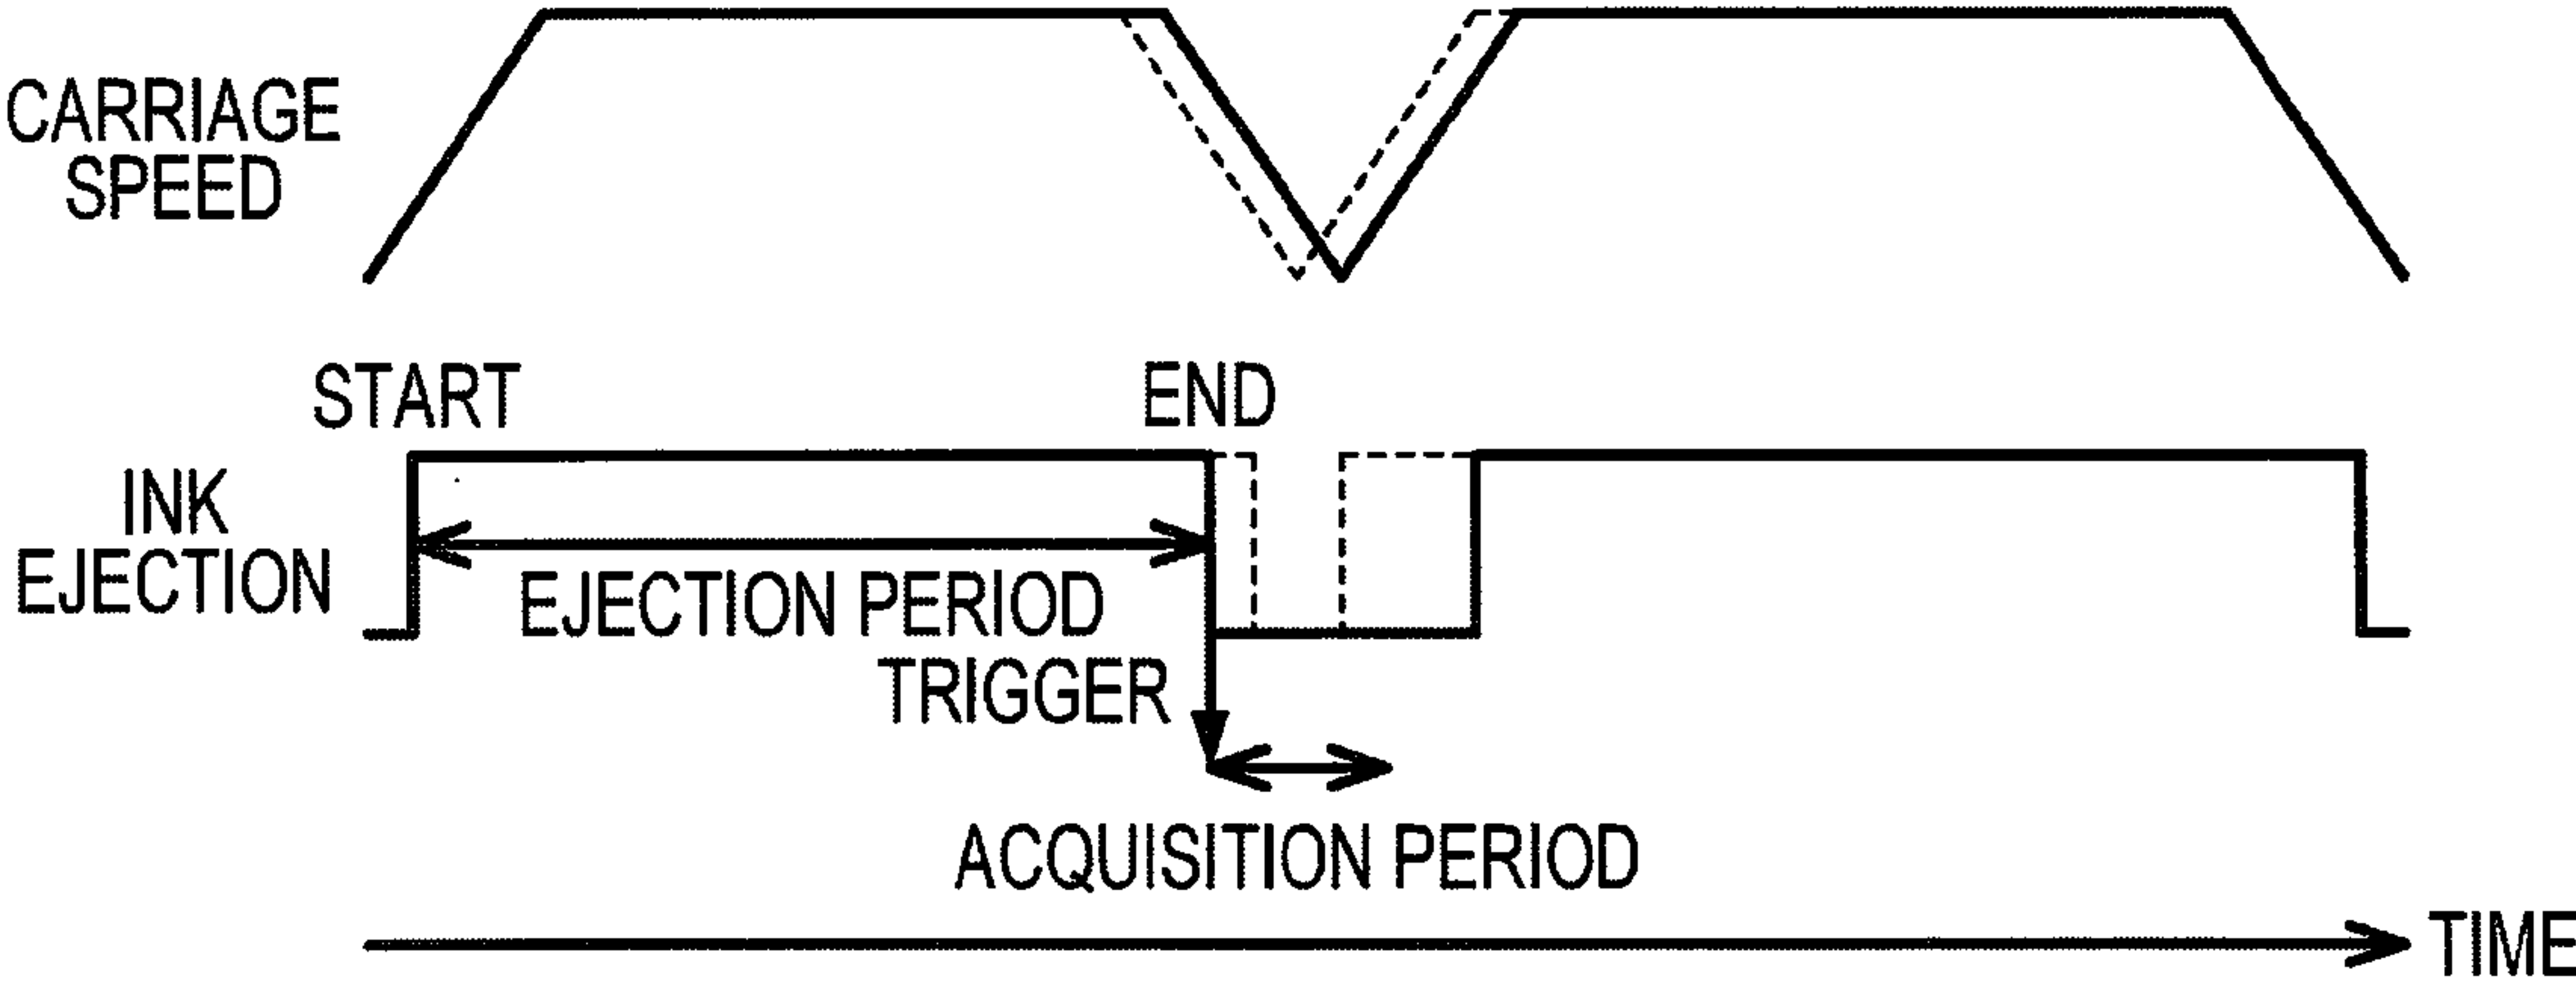 CARRIAGE
SPEED
START
END
INK
EJECTION
EJECTION PERIOD
TRIGGER
ACQUISITION PERIOD
TIME